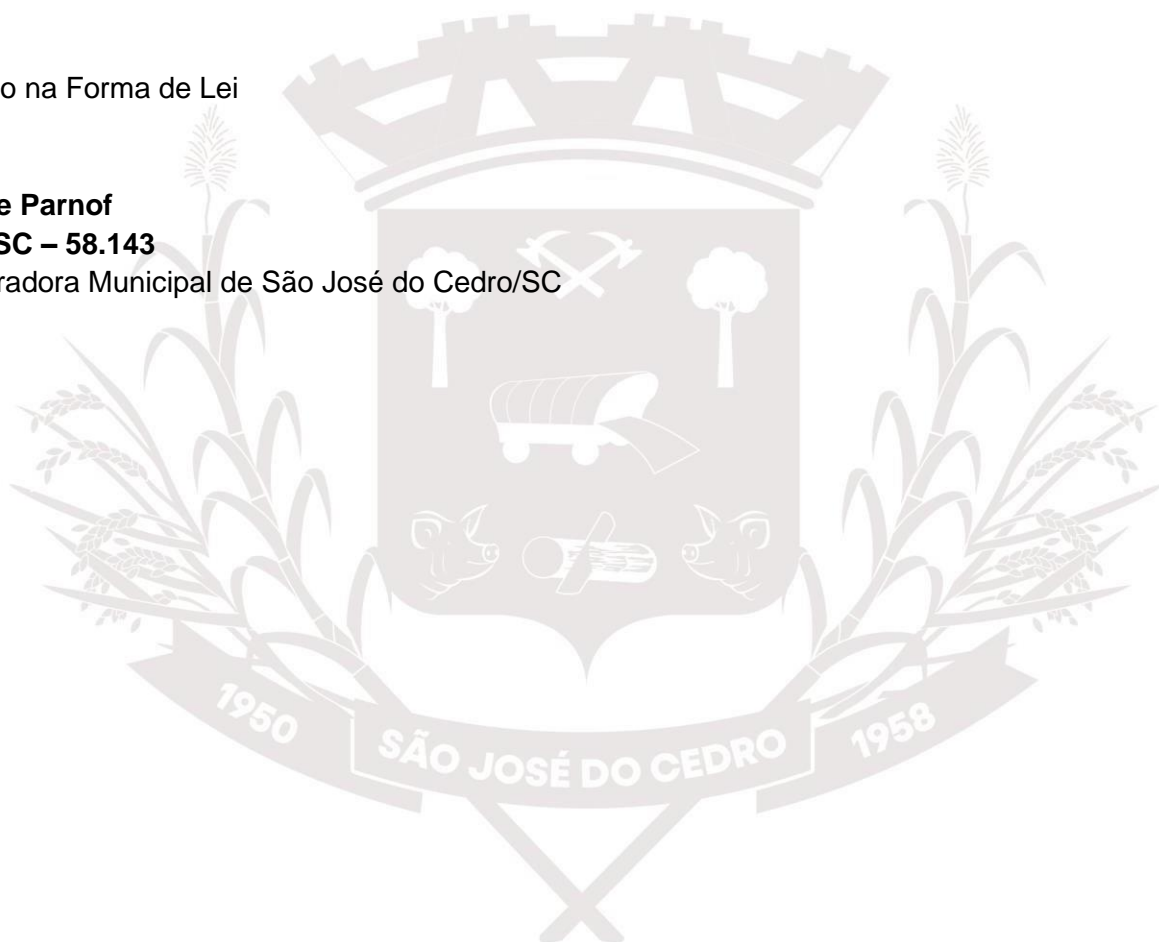 o na Forma de Lei
e Parnof
SC – 58.143
radora Municipal de São José do Cedro/SC
1950 SÃO JOSÉ DO CEDRO 1958